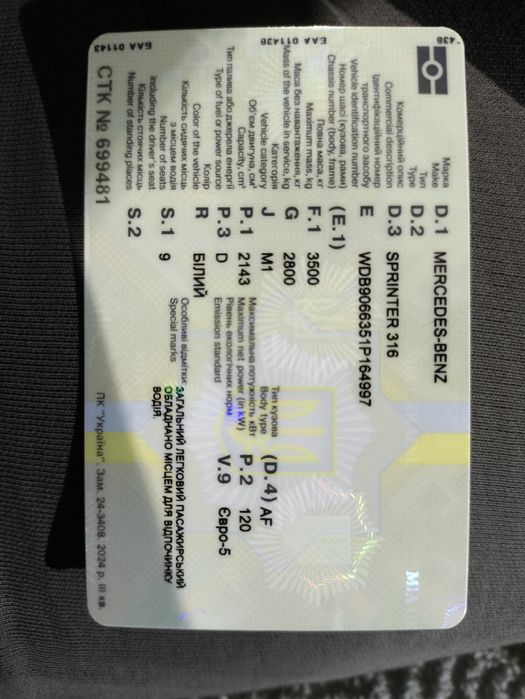 ЕАА 011438
БАА 01143
Марка
Make
D.1 MERCEDES-BENZ
Тип
Type
D.2
Комерційний опис
Commercial description
D.3 SPRINTER 316
Ідентифікаційний номер
транспортного засобу
Vehicle identification number
E WDB9066351P164997
Номер шасі (кузова, рами)
Chassis number (body, frame)
(E.1)
Повна маса, кг
Maximum mass, kg
F.1 3500
Маса без навантаження, кг
Mass of the vehicle in service, kg
G 2800
Категорія
Vehicle category
J M1
Тип кузова
Body type
(D.4) AF
Об'єм двигуна, см³
Capacity, cm³
P.1 2143
Максимальна потужність кВт
Maximum net power (in kW)
P.2 120
Тип палива або джерела енергії
Type of fuel or power source
P.3 D
Рівень екологічних норм
Emission standard
V.9 Євро-5
Колір
Color of the vehicle
R БІЛИЙ
Кількість сидячих місць
з місцем водія
Number of seats
including the driver's seat
S.1 9
Особливі відмітки:
Special marks
ЗАГАЛЬНИЙ ЛЕГКОВИЙ ПАСАЖИРСЬКИЙ
ОБЛАДНАНО МІСЦЕМ ДЛЯ ВІДПОЧИНКУ
ВОДІЯ
Кількість стоячих місць
Number of standing places
S.2
СТК № 699481
ПК "Україна". Зам. 24-3408. 2024 р. III кв.
MIA